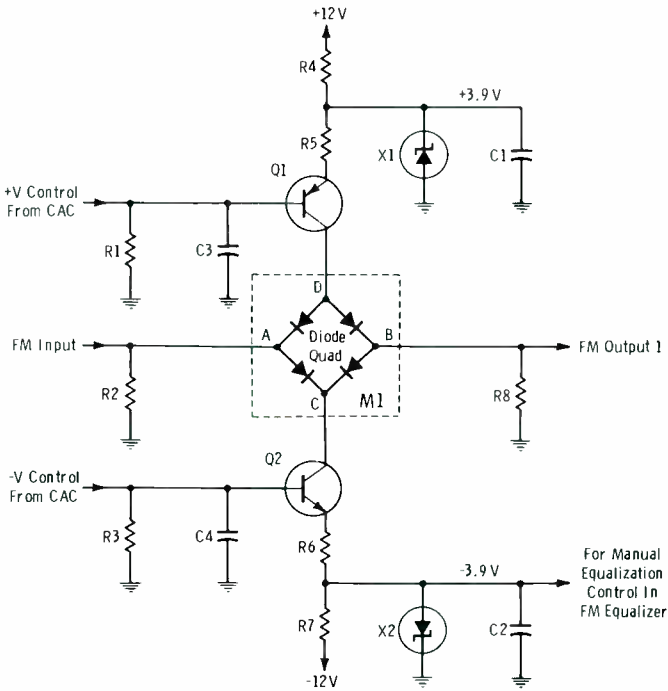 +12V
R4
+3.9V
R5
X1
C1
Q1
+V Control
From CAC
R1
C3
D
FM Input
A
Diode
Quad
B
FM Output 1
R2
C
M1
R8
Q2
-V Control
From CAC
R3
C4
R6
For Manual
Equalization
Control In
FM Equalizer
-3.9V
R7
X2
C2
-12V